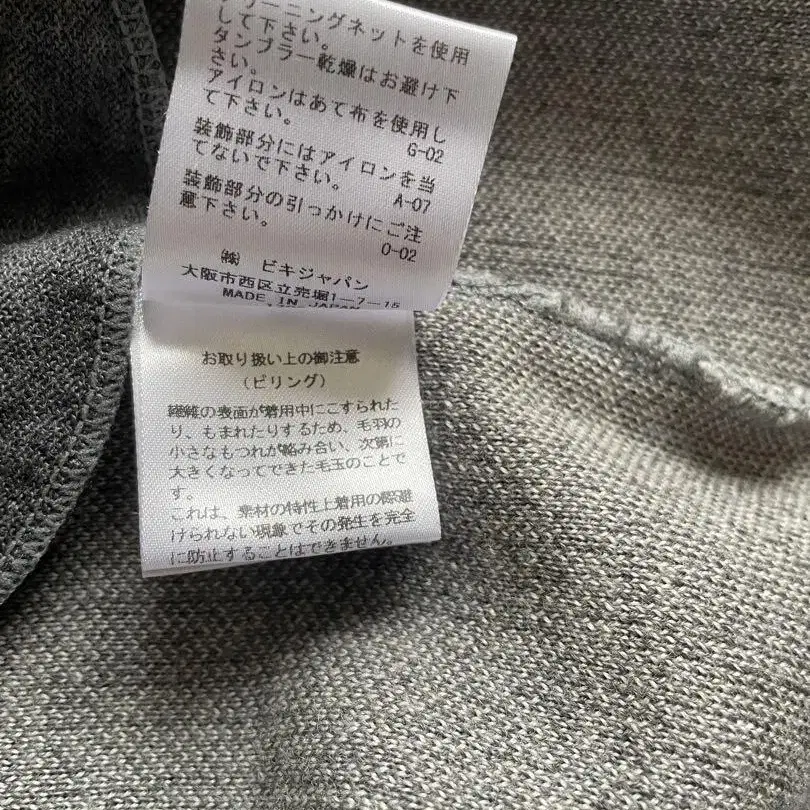 リーニングネットを使用
して下さい。
タンブラー乾燥はお避け下
さい。
アイロンはあて布を使用し
て下さい。
G-02
装飾部分にはアイロンを当
てないで下さい。
A-07
装飾部分の引っかけにご注
意下さい。
O-02
㈱ ビキジャパン
大阪市西区立売堀1-7-15
MADE IN JAPAN
お取り扱い上の御注意
(ピリング)
繊維の表面が着用中にこすられた
り、もまれたりするため、毛羽の
小さなもつれが絡み合い、次第に
大きくなってできた毛玉のことで
す。
これは、素材の特性上着用の際避
けられない現象でその発生を完全
に防止することはできません。